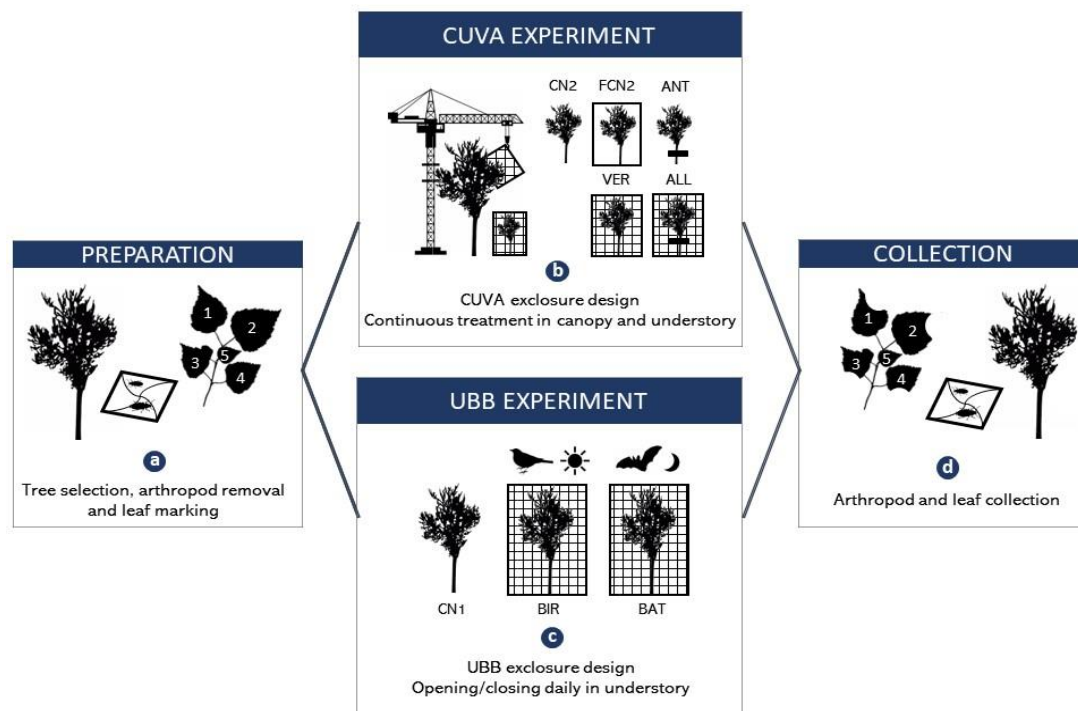 PREPARATION
1
2
3
5
4
a
Tree selection, arthropod removal
and leaf marking
CUVA EXPERIMENT
CN2 FCN2 ANT
VER ALL
b
CUVA exclosure design
Continuous treatment in canopy and understory
UBB EXPERIMENT
CN1 BIR BAT
c
UBB exclosure design
Opening/closing daily in understory
COLLECTION
1
2
3
5
4
d
Arthropod and leaf collection